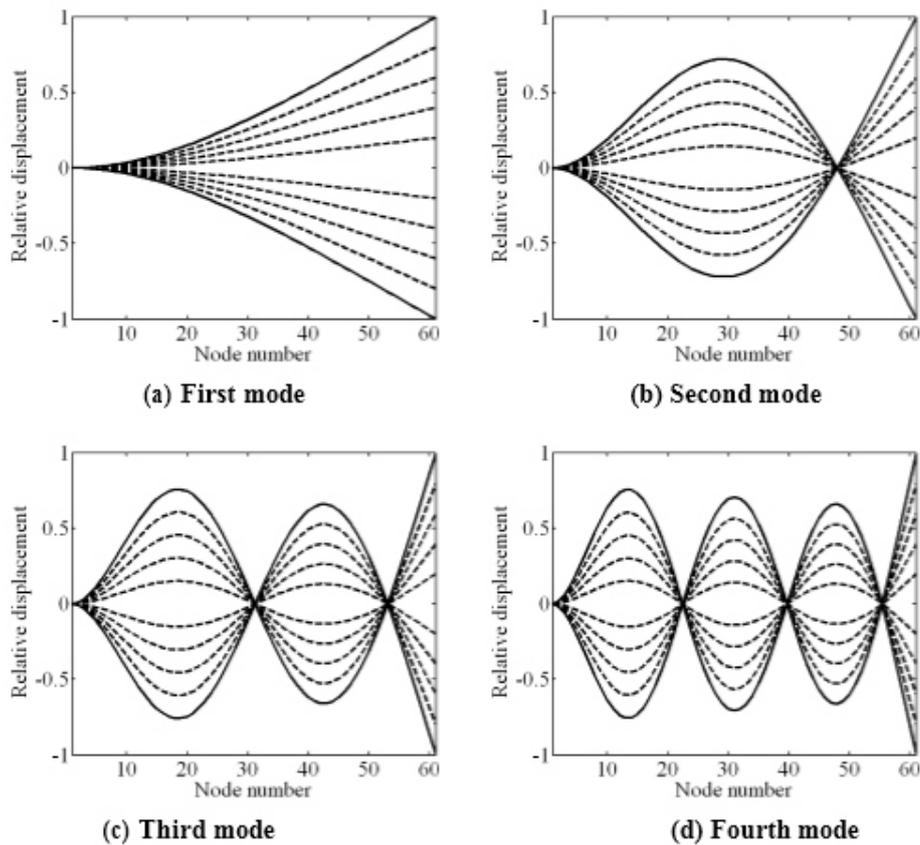 1
0.5
0
-0.5
-1
Relative displacement
10 20 30 40 50 60
Node number
(a) First mode
1
0.5
0
-0.5
-1
Relative displacement
10 20 30 40 50 60
Node number
(b) Second mode
1
0.5
0
-0.5
-1
Relative displacement
10 20 30 40 50 60
Node number
(c) Third mode
1
0.5
0
-0.5
-1
Relative displacement
10 20 30 40 50 60
Node number
(d) Fourth mode